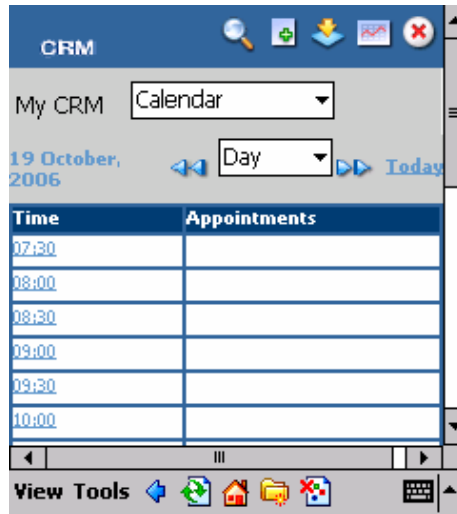 CRM
My CRM Calendar
19 October, 2006 Day Today
Time Appointments
07:30
08:00
08:30
09:00
09:30
10:00
View Tools